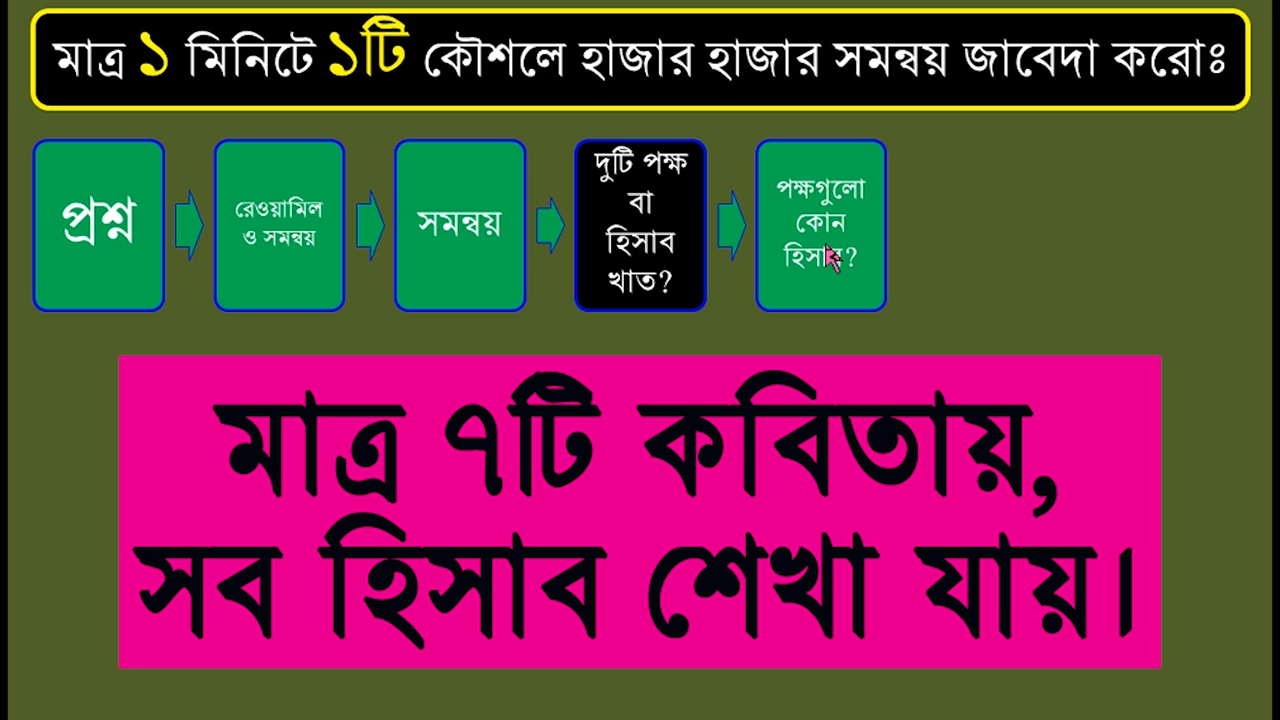 মাত্র ১ মিনিটে ১টি কৌশলে হাজার হাজার সমন্বয় জাবেদা করোঃ
প্রশ্ন
রেওয়ামিল
ও সমন্বয়
সমন্বয়
দুটি পক্ষ
বা
হিসাব
খাত?
পক্ষগুলো
কোন
হিসাব?
মাত্র ৭টি কবিতায়,
সব হিসাব শেখা যায়।